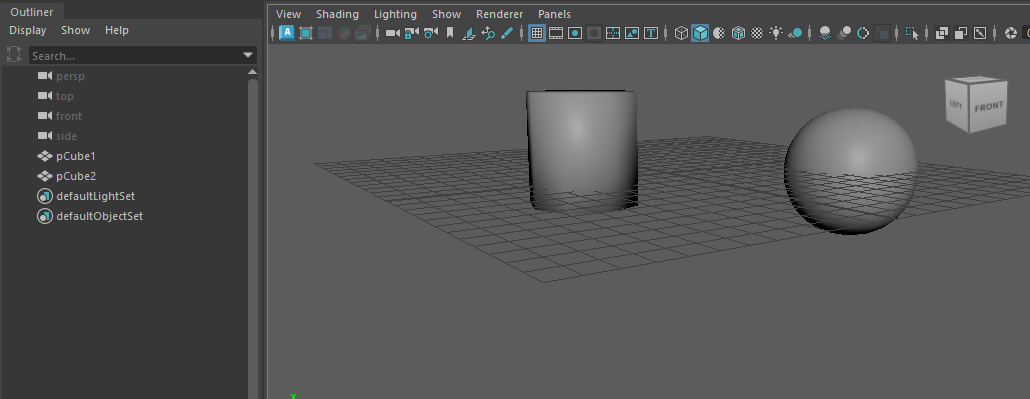 Outliner
Display Show Help
Search...
persp
top
front
side
pCube1
pCube2
defaultLightSet
defaultObjectSet
View Shading Lighting Show Renderer Panels
LEFT FRONT
y